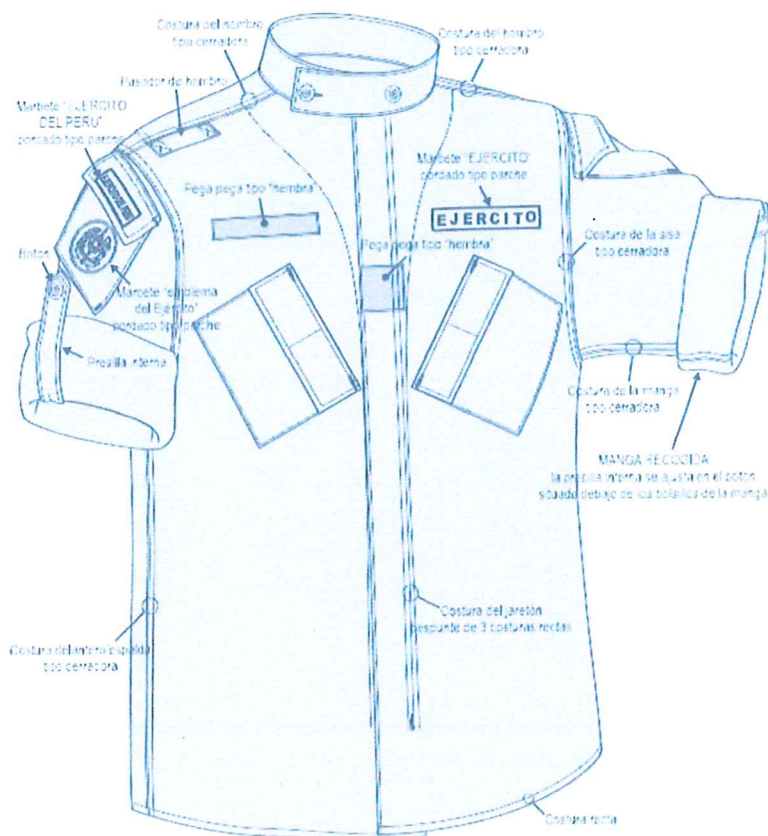 Costura del hombro
tipo cerradora
Costura del hombro
tipo cerradora
Pasador de hombro
Marbete "EJERCITO
DEL PERU"
bordado tipo parche
Marbete "EJERCITO"
bordado tipo parche
Pega pega tipo "hembra"
EJERCITO
Pega pega tipo "hembra"
Costura de la sisa
tipo cerradora
Boton
Marbete "emblema
del Ejercito"
bordado tipo parche
Presilla interna
Costura de la manga
tipo cerradora
MANGA RECOGIDA
la presilla interna se ajusta en el boton
situado debajo de los bolsillos de la manga
Costura del jaretón
despunte de 3 costuras rectas
Costura delantera espalda
tipo cerradora
Costura recta